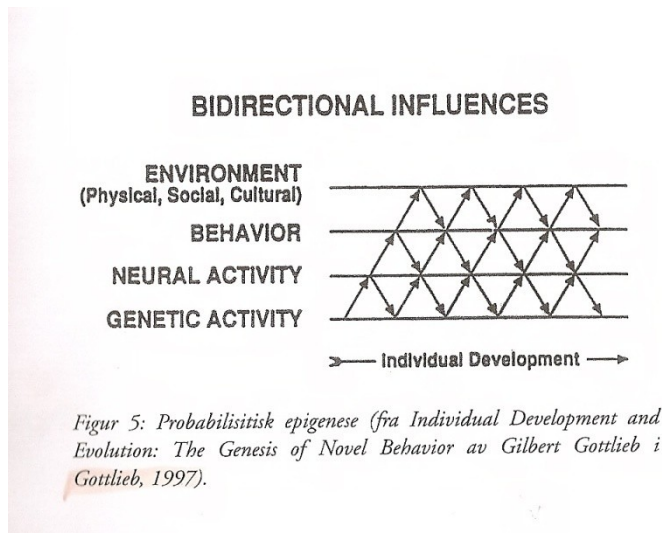 BIDIRECTIONAL INFLUENCES
ENVIRONMENT
(Physical, Social, Cultural)
BEHAVIOR
NEURAL ACTIVITY
GENETIC ACTIVITY
Individual Development
Figur 5: Probabilisitisk epigenese (fra Individual Development and
Evolution: The Genesis of Novel Behavior av Gilbert Gottlieb i
Gottlieb, 1997).